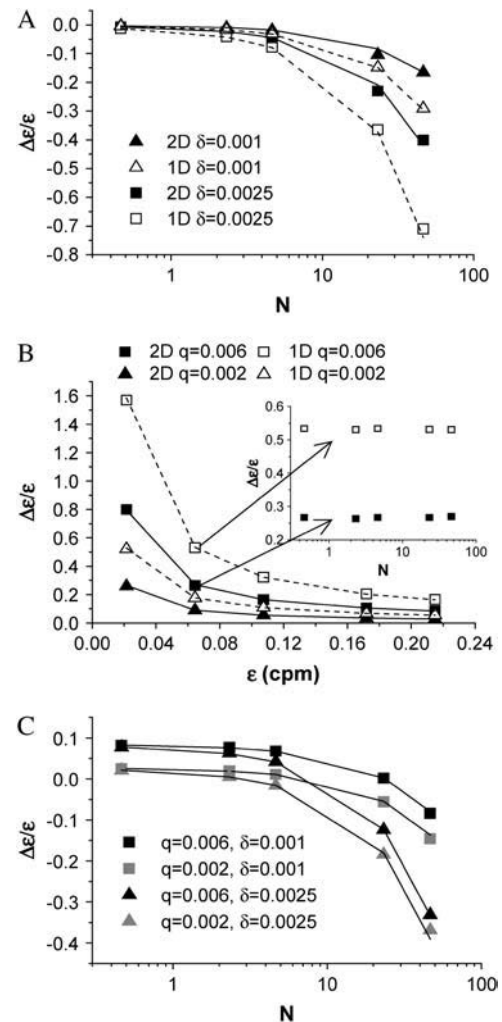 A
0.0
-0.1
-0.2
-0.3
-0.4
-0.5
-0.6
-0.7
-0.8
Δε/ε
2D δ=0.001
1D δ=0.001
2D δ=0.0025
1D δ=0.0025
1 10 100
N
B
2D q=0.006 1D q=0.006
2D q=0.002 1D q=0.002
1.6
1.4
1.2
1.0
0.8
0.6
0.4
0.2
0.0
Δε/ε
0.6
0.5
0.4
0.3
0.2
Δε/ε
1 10 100
N
0.00 0.04 0.08 0.12 0.16 0.20 0.24
ε (cpm)
C
0.1
0.0
-0.1
-0.2
-0.3
-0.4
Δε/ε
q=0.006, δ=0.001
q=0.002, δ=0.001
q=0.006, δ=0.0025
q=0.002, δ=0.0025
1 10 100
N